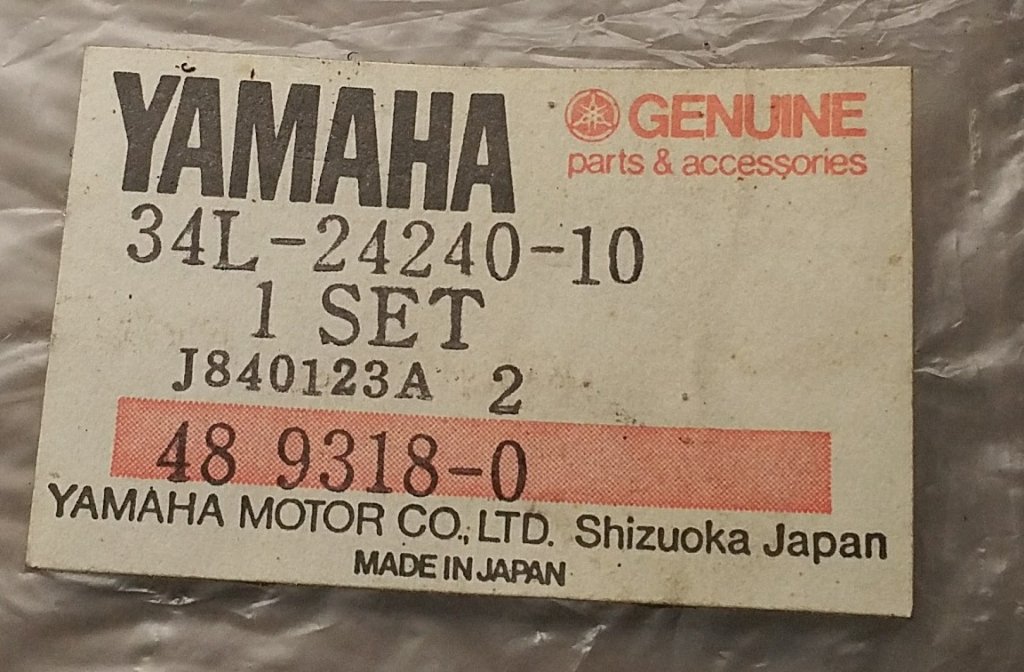 YAMAHA
GENUINE
parts & accessories
34L-24240-10
1 SET
J840123A 2
48 9318-0
YAMAHA MOTOR CO., LTD. Shizuoka Japan
MADE IN JAPAN